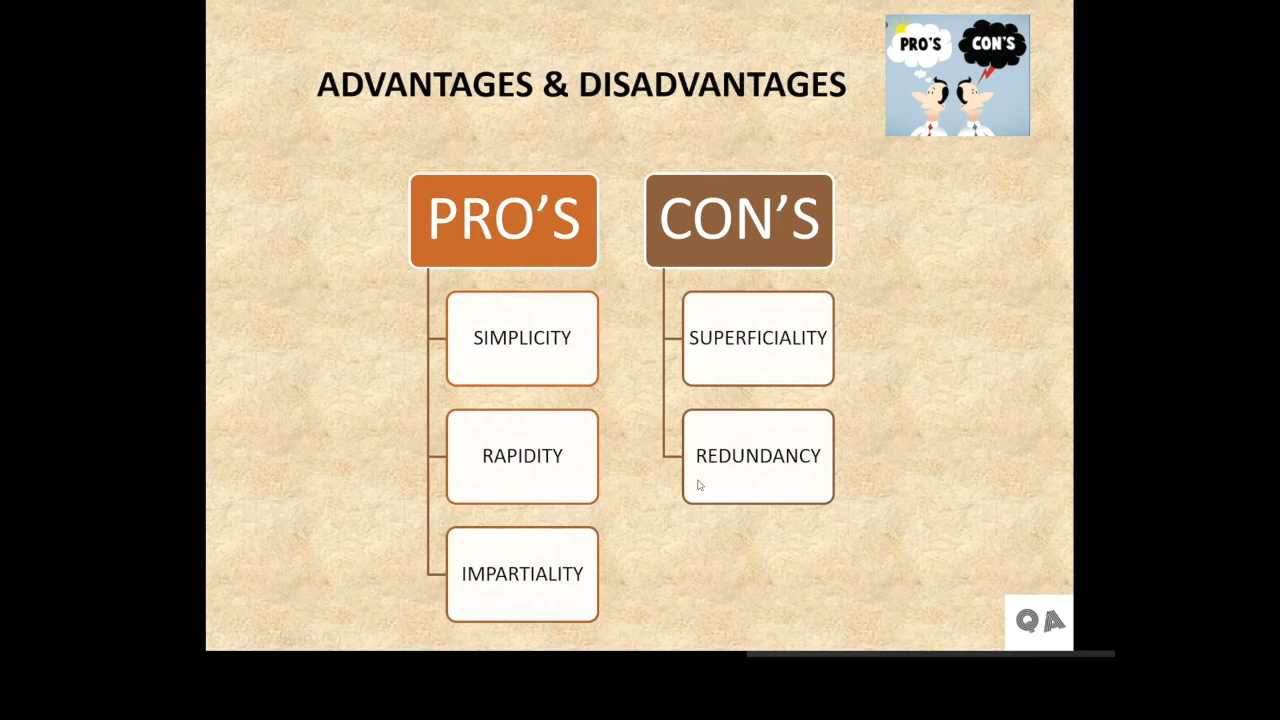 PRO'S
CON'S
ADVANTAGES & DISADVANTAGES
PRO'S
CON'S
SIMPLICITY
SUPERFICIALITY
RAPIDITY
REDUNDANCY
IMPARTIALITY
QA